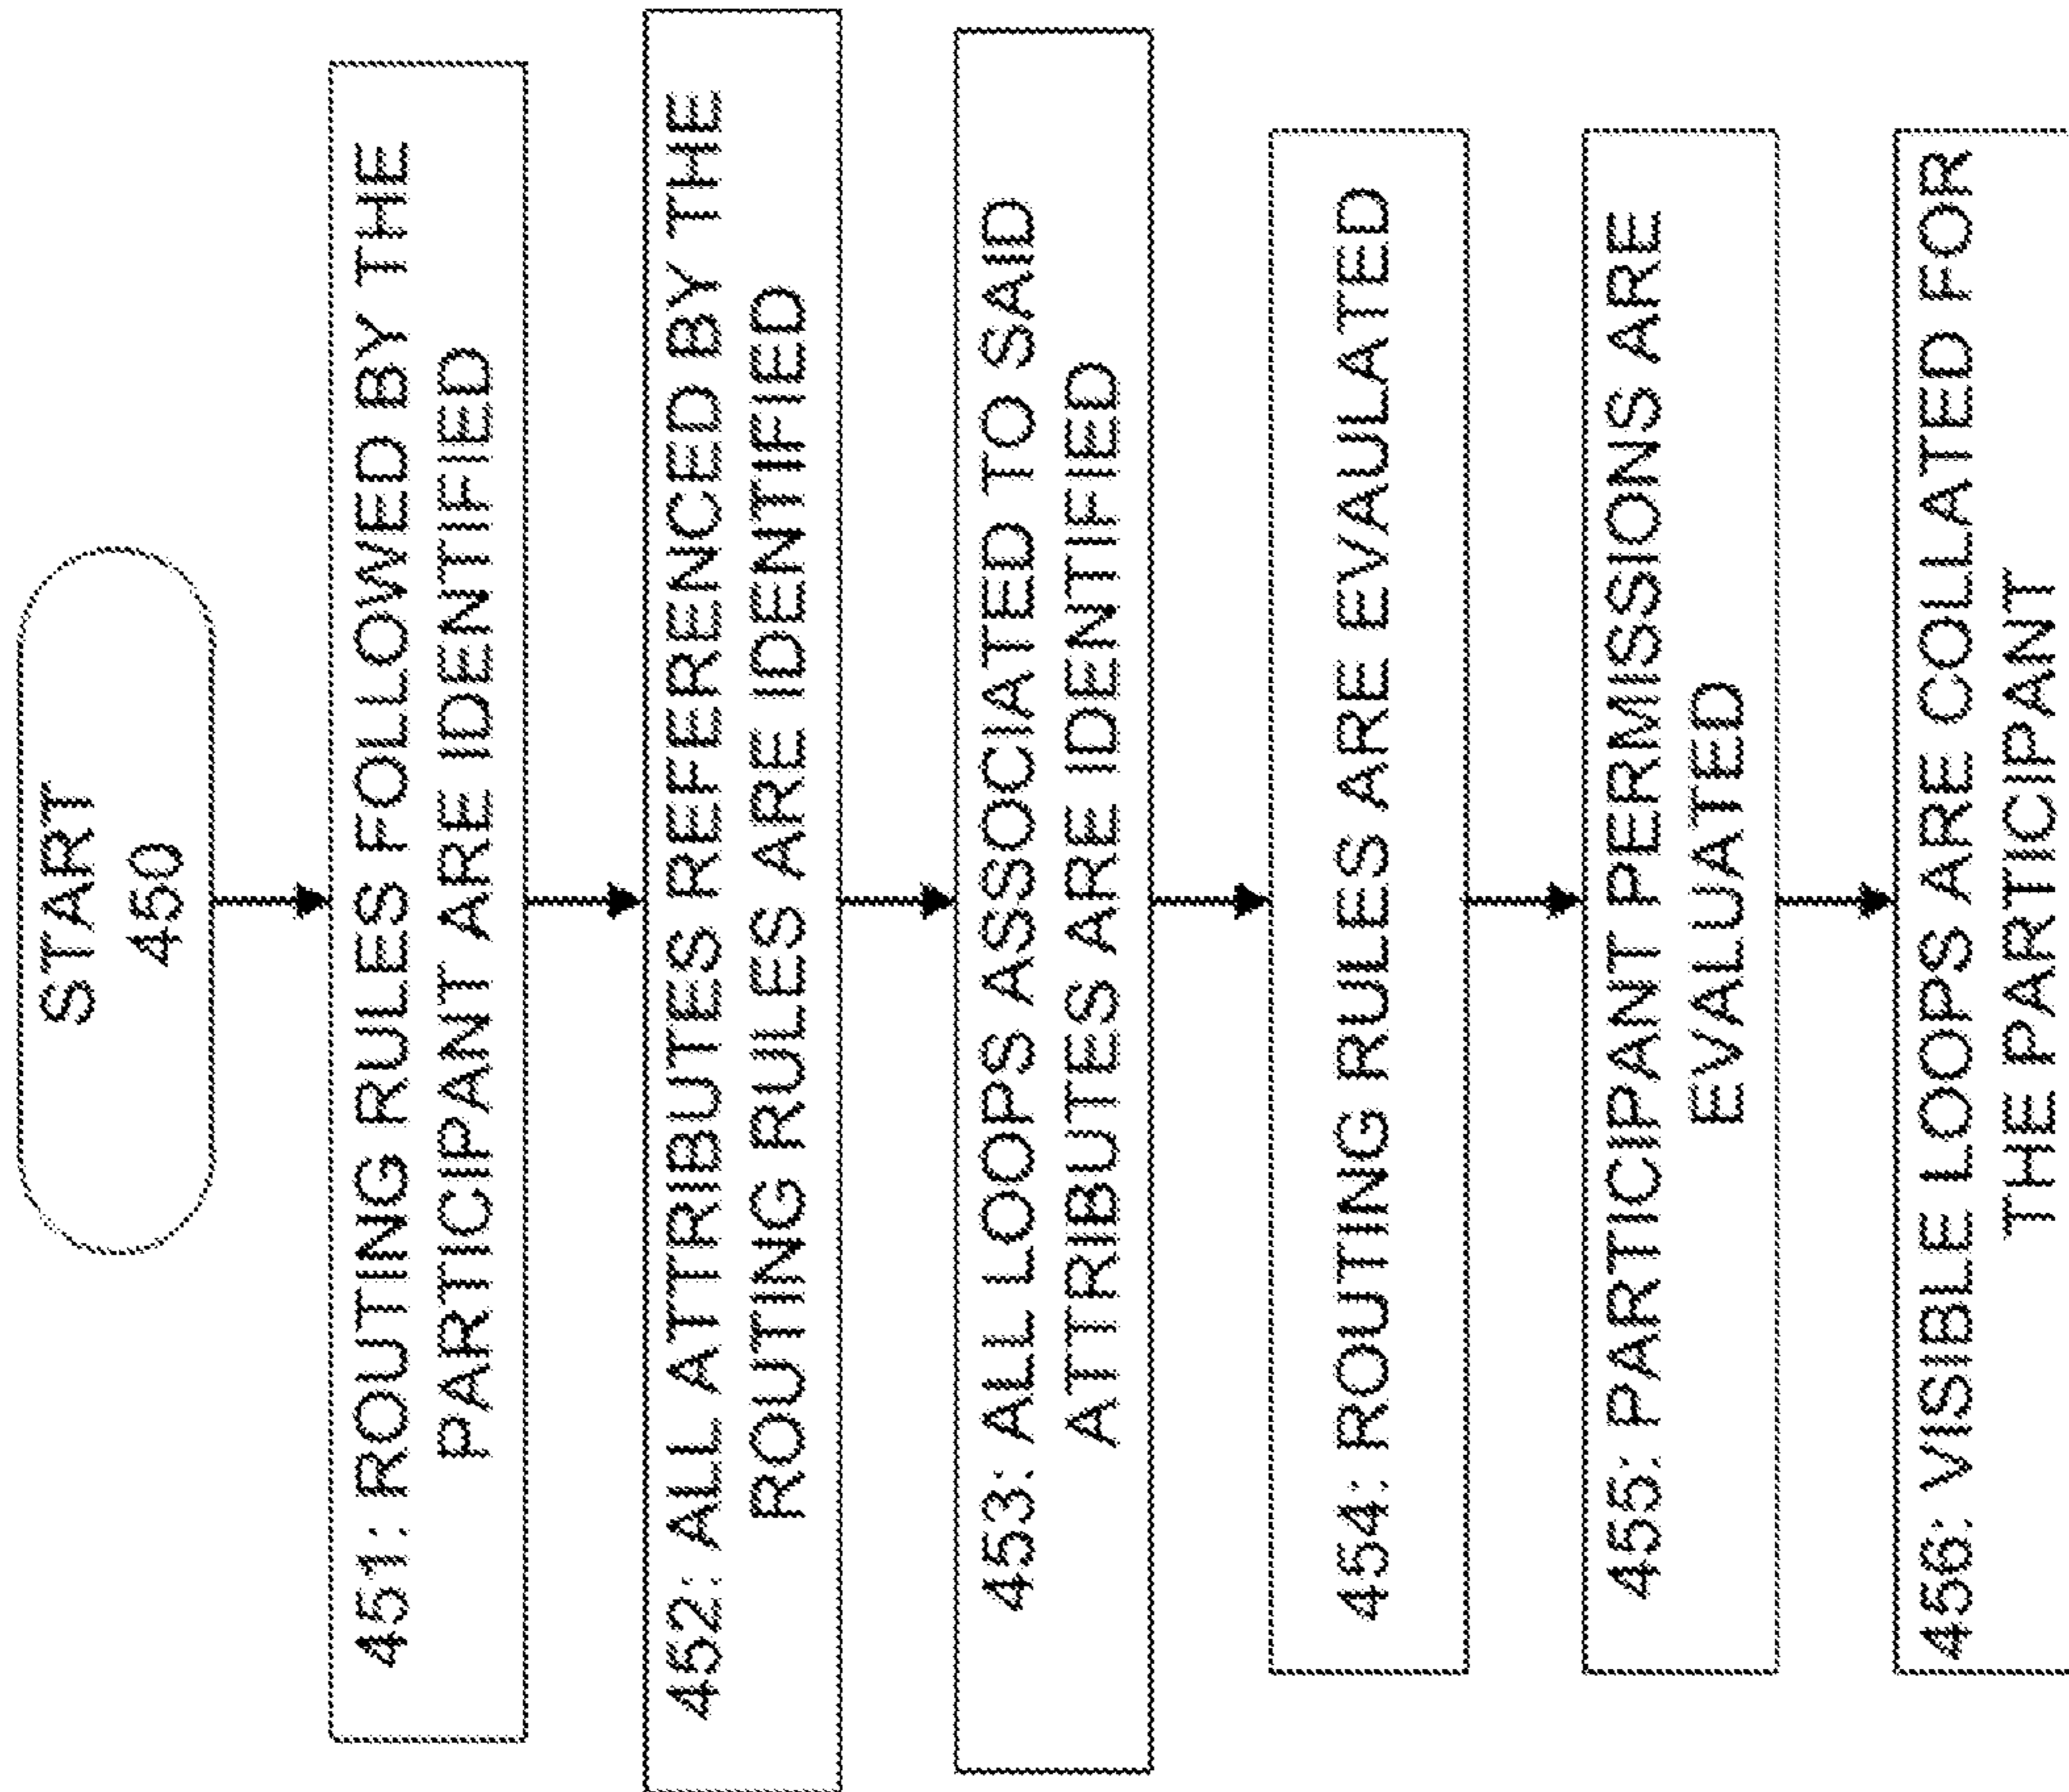 START
450
451: ROUTING RULES FOLLOWED BY THE
PARTICIPANT ARE IDENTIFIED
452: ALL ATTRIBUTES REFERENCED BY THE
ROUTING RULES ARE IDENTIFIED
453: ALL LOOPS ASSOCIATED TO SAID
ATTRIBUTES ARE IDENTIFIED
454: ROUTING RULES ARE EVAULATED
455: PARTICIPANT PERMISSIONS ARE
EVALUATED
456: VISIBLE LOOPS ARE COLLATED FOR
THE PARTICIPANT